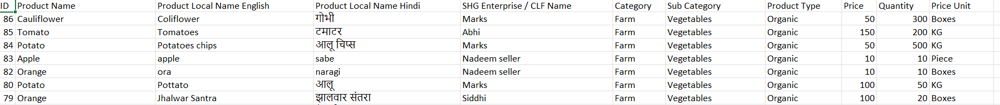 ID Product Name Product Local Name English Product Local Name Hindi SHG Enterprise / CLF Name Category Sub Category Product Type Price Quantity Price Unit
86 Cauliflower Coliflower गोभी Marks Farm Vegetables Organic 50 300 Boxes
85 Tomato Tomatoes टमाटर Abhi Farm Vegetables Organic 150 200 KG
84 Potato Potatoes chips आलू चिप्स Marks Farm Vegetables Organic 50 500 KG
83 Apple apple sabe Nadeem seller Farm Vegetables Organic 10 10 Piece
82 Orange ora naragi Nadeem seller Farm Vegetables Organic 10 10 Boxes
80 Potato Pottato आलू Marks Farm Vegetables Organic 100 50 KG
79 Orange Jhalwar Santra झालवार संतरा Siddhi Farm Vegetables Organic 100 20 Boxes